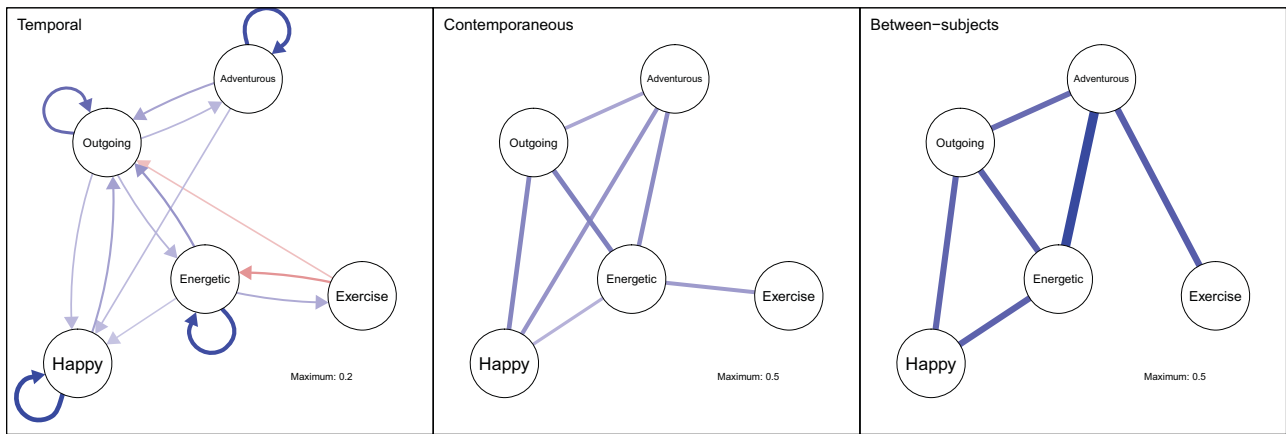 Temporal
Adventurous
Outgoing
Energetic
Exercise
Happy
Maximum: 0.2
Contemporaneous
Adventurous
Outgoing
Energetic
Exercise
Happy
Maximum: 0.5
Between−subjects
Adventurous
Outgoing
Energetic
Exercise
Happy
Maximum: 0.5